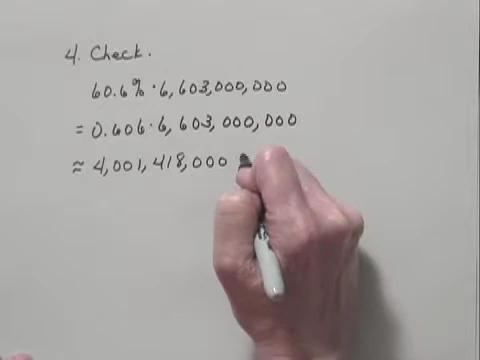 4. Check.
60.6% · 6,603,000,000
= 0.606 · 6,603,000,000
≈ 4,001,418,000